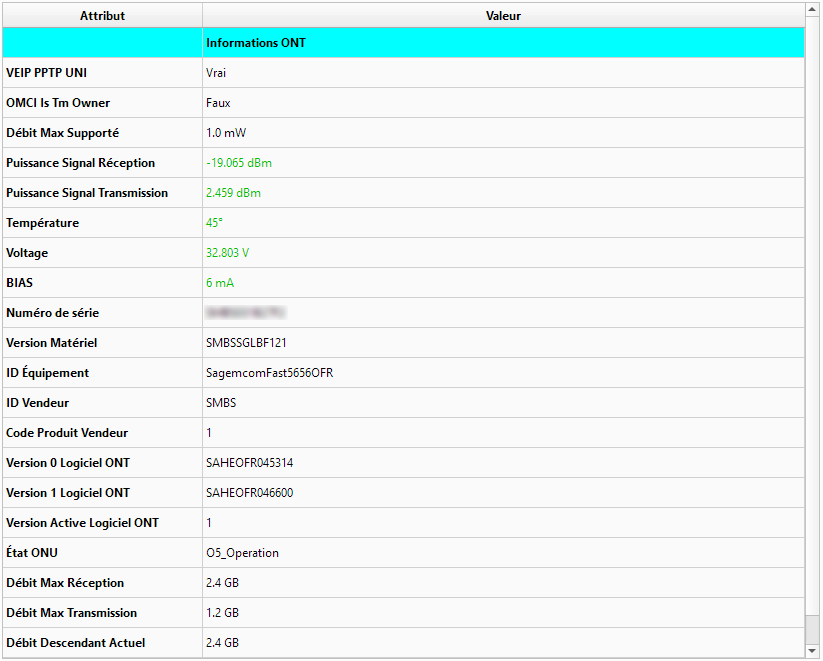 Attribut Valeur
Informations ONT
VEIP PPTP UNI Vrai
OMCI Is Tm Owner Faux
Débit Max Supporté 1.0 mW
Puissance Signal Réception -19.065 dBm
Puissance Signal Transmission 2.459 dBm
Température 45°
Voltage 32.803 V
BIAS 6 mA
Numéro de série
Version Matériel SMBSSGLBF121
ID Équipement SagemcomFast5656OFR
ID Vendeur SMBS
Code Produit Vendeur 1
Version 0 Logiciel ONT SAHEOFR045314
Version 1 Logiciel ONT SAHEOFR046600
Version Active Logiciel ONT 1
État ONU O5_Operation
Débit Max Réception 2.4 GB
Débit Max Transmission 1.2 GB
Débit Descendant Actuel 2.4 GB